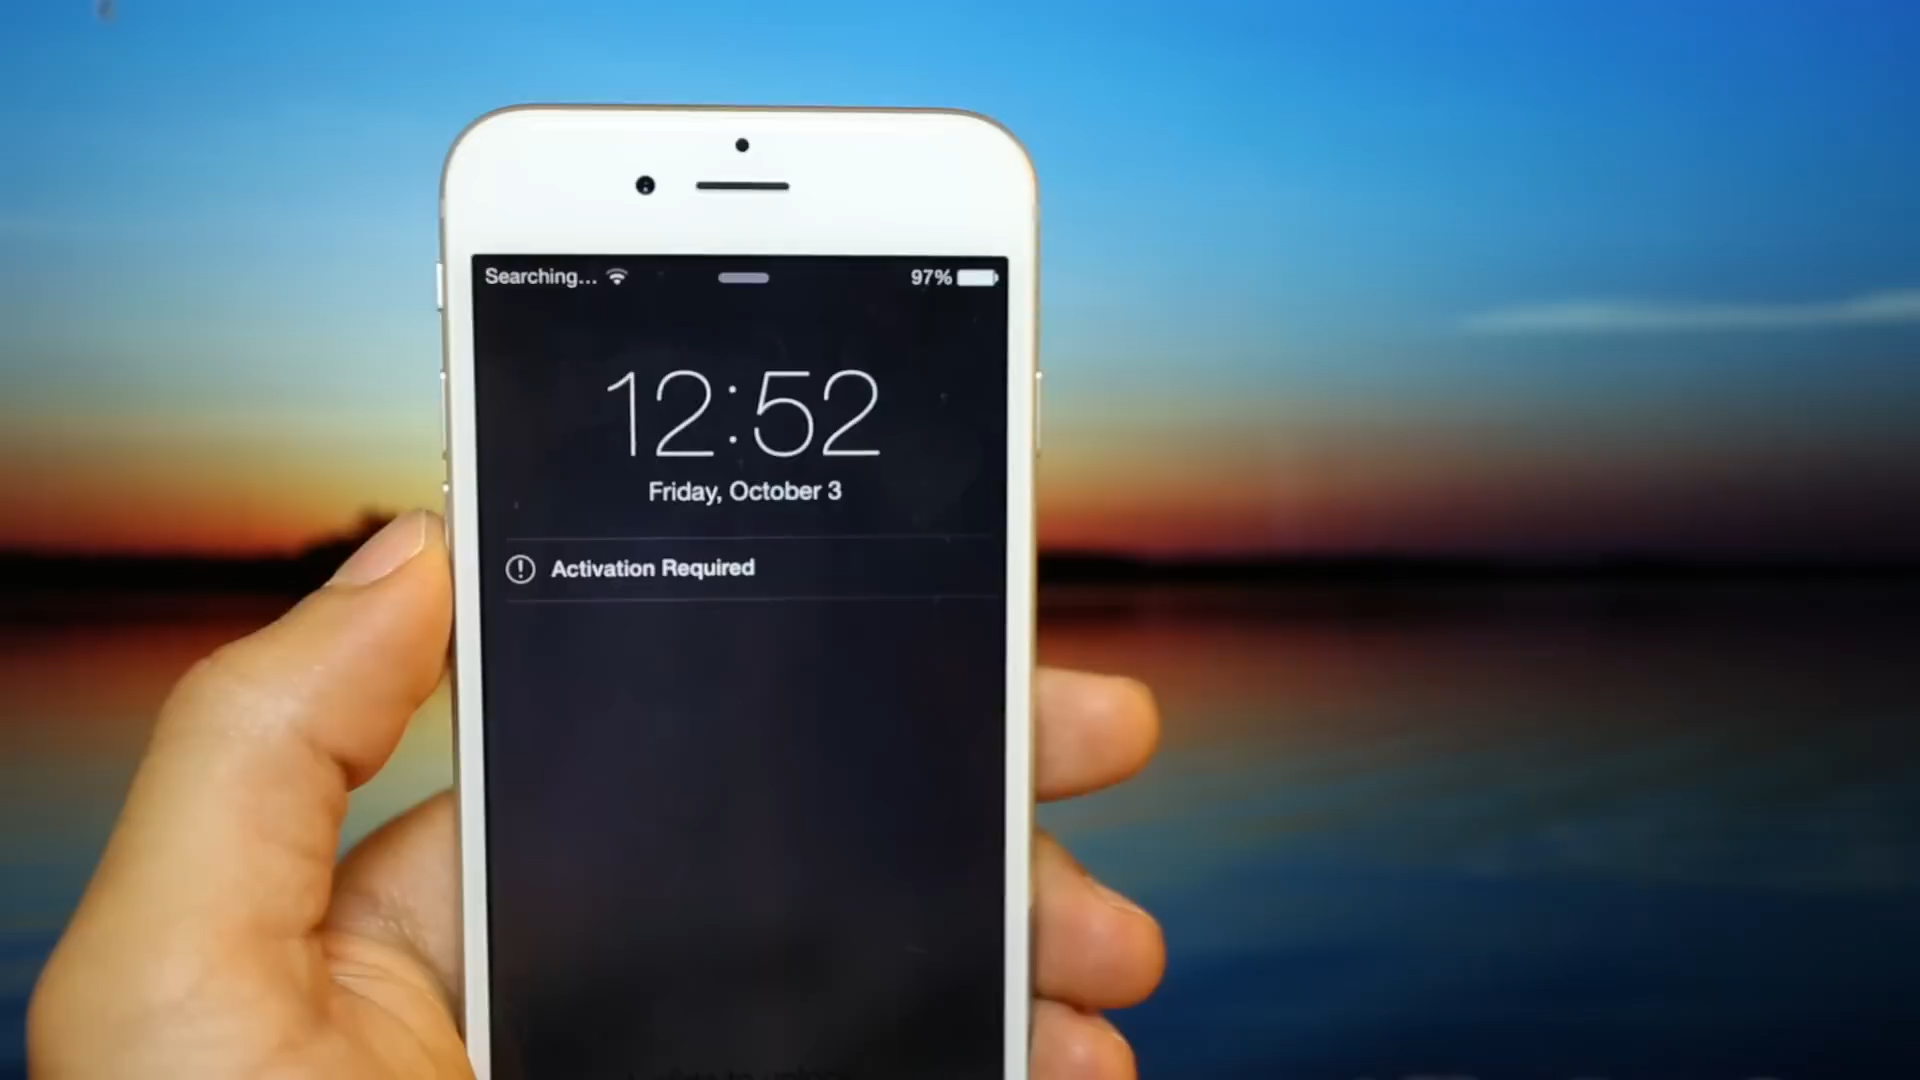 Searching... 97%
12:52
Friday, October 3
Activation Required